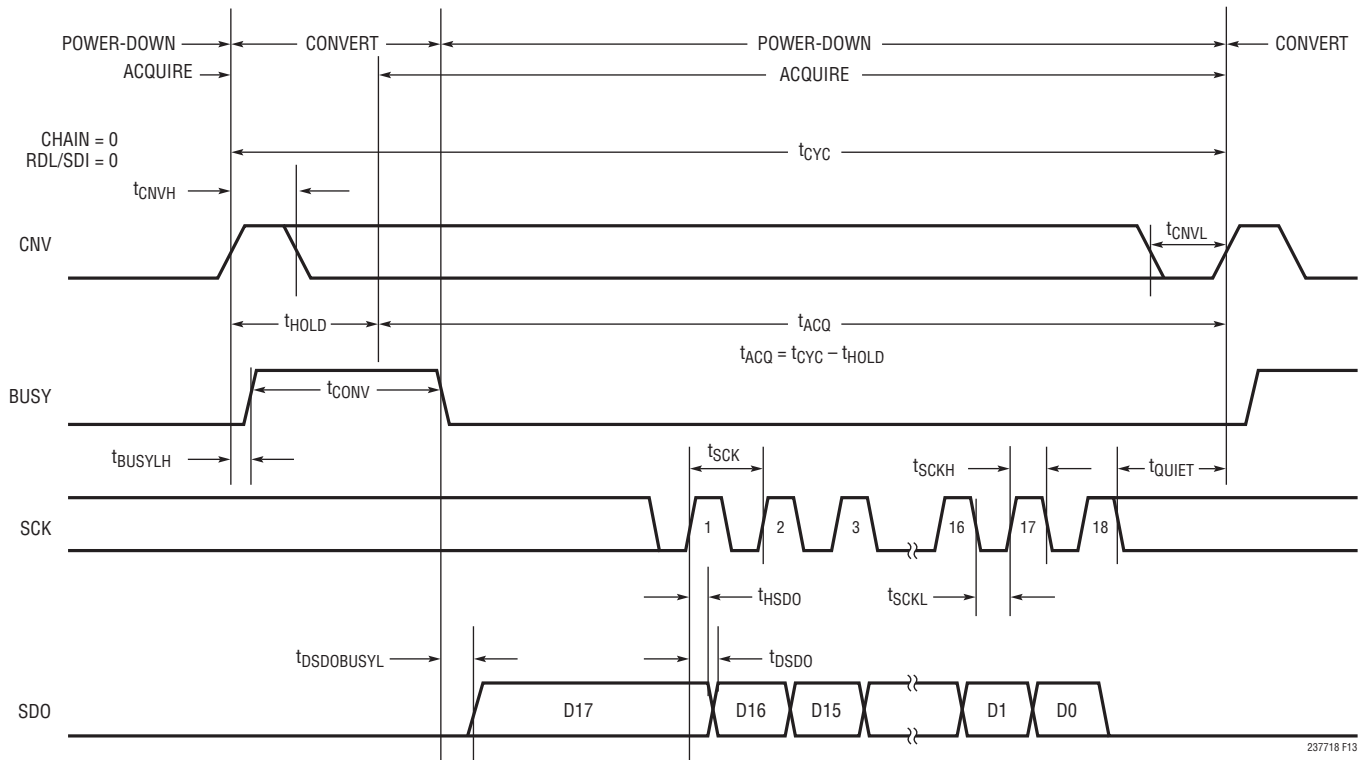 POWER-DOWN CONVERT POWER-DOWN CONVERT
ACQUIRE ACQUIRE
CHAIN = 0
RDL/SDI = 0
tCYC
tCNVH
CNV
tCNVL
tHOLD tACQ
tACQ = tCYC – tHOLD
BUSY
tCONV
tBUSYLH
tSCK tSCKH tQUIET
SCK 1 2 3 16 17 18
tHSDO tSCKL
tDSDOBUSYL tDSDO
SDO D17 D16 D15 D1 D0
237718 F13